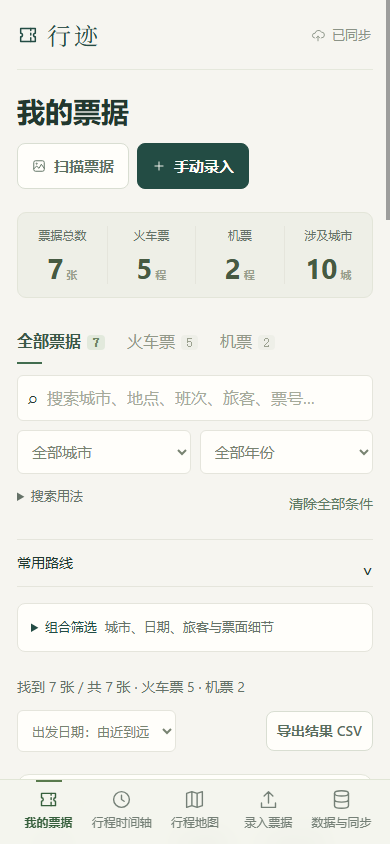 行迹
已同步
我的票据
扫描票据
+ 手动录入
票据总数 火车票 机票 涉及城市
7 张 5 程 2 程 10 城
全部票据 7 火车票 5 机票 2
搜索城市、地点、班次、旅客、票号...
全部城市 全部年份
▶ 搜索用法
清除全部条件
常用路线
▶ 组合筛选 城市、日期、旅客与票面细节
找到 7 张 / 共 7 张 · 火车票 5 · 机票 2
出发日期：由近到远
导出结果 CSV
我的票据 行程时间轴 行程地图 录入票据 数据与同步